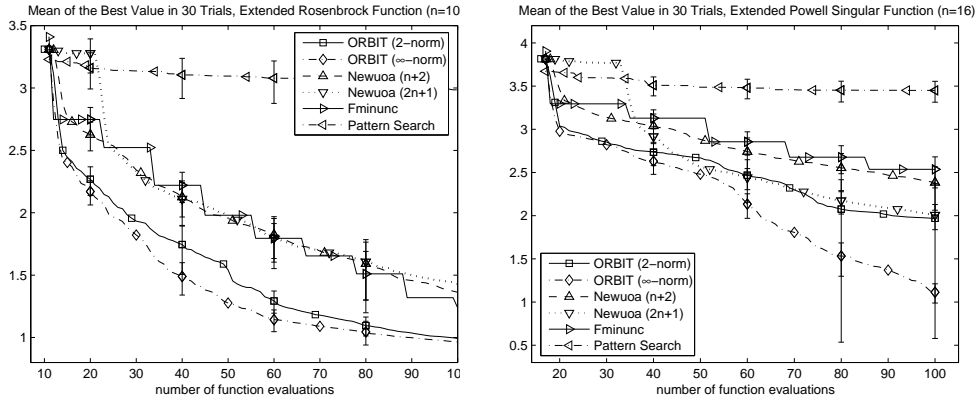 Mean of the Best Value in 30 Trials, Extended Rosenbrock Function (n=10
3.5
3
2.5
2
1.5
1
10 20 30 40 50 60 70 80 90 10
number of function evaluations
ORBIT (2−norm)
ORBIT (∞−norm)
Newuoa (n+2)
Newuoa (2n+1)
Fminunc
Pattern Search
Mean of the Best Value in 30 Trials, Extended Powell Singular Function (n=16)
4
3.5
3
2.5
2
1.5
1
0.5
20 30 40 50 60 70 80 90 100
number of function evaluations
ORBIT (2−norm)
ORBIT (∞−norm)
Newuoa (n+2)
Newuoa (2n+1)
Fminunc
Pattern Search